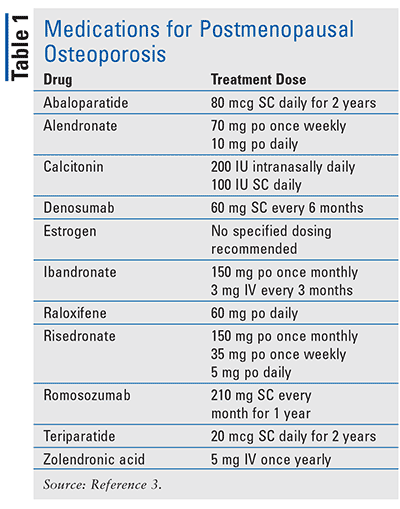 Table 1
Medications for Postmenopausal
Osteoporosis
Drug Treatment Dose
Abaloparatide 80 mcg SC daily for 2 years
Alendronate 70 mg po once weekly
10 mg po daily
Calcitonin 200 IU intranasally daily
100 IU SC daily
Denosumab 60 mg SC every 6 months
Estrogen No specified dosing
recommended
Ibandronate 150 mg po once monthly
3 mg IV every 3 months
Raloxifene 60 mg po daily
Risedronate 150 mg po once monthly
35 mg po once weekly
5 mg po daily
Romosozumab 210 mg SC every
month for 1 year
Teriparatide 20 mcg SC daily for 2 years
Zolendronic acid 5 mg IV once yearly
Source: Reference 3.